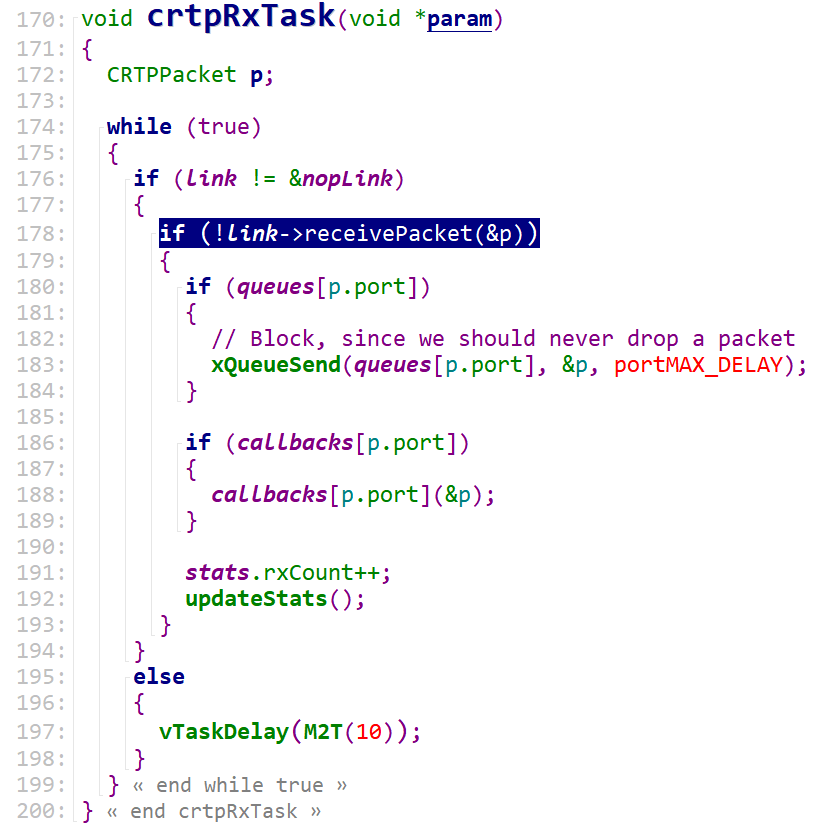 170: void crtpRxTask(void *param)
171: {
172:   CRTPPacket p;
173:
174:   while (true)
175:   {
176:     if (link != &nopLink)
177:     {
178:       if (!link->receivePacket(&p))
179:       {
180:         if (queues[p.port])
181:         {
182:           // Block, since we should never drop a packet
183:           xQueueSend(queues[p.port], &p, portMAX_DELAY);
184:         }
185:
186:         if (callbacks[p.port])
187:         {
188:           callbacks[p.port](&p);
189:         }
190:
191:         stats.rxCount++;
192:         updateStats();
193:       }
194:     }
195:     else
196:     {
197:       vTaskDelay(M2T(10));
198:     }
199:   } « end while true »
200: } « end crtpRxTask »